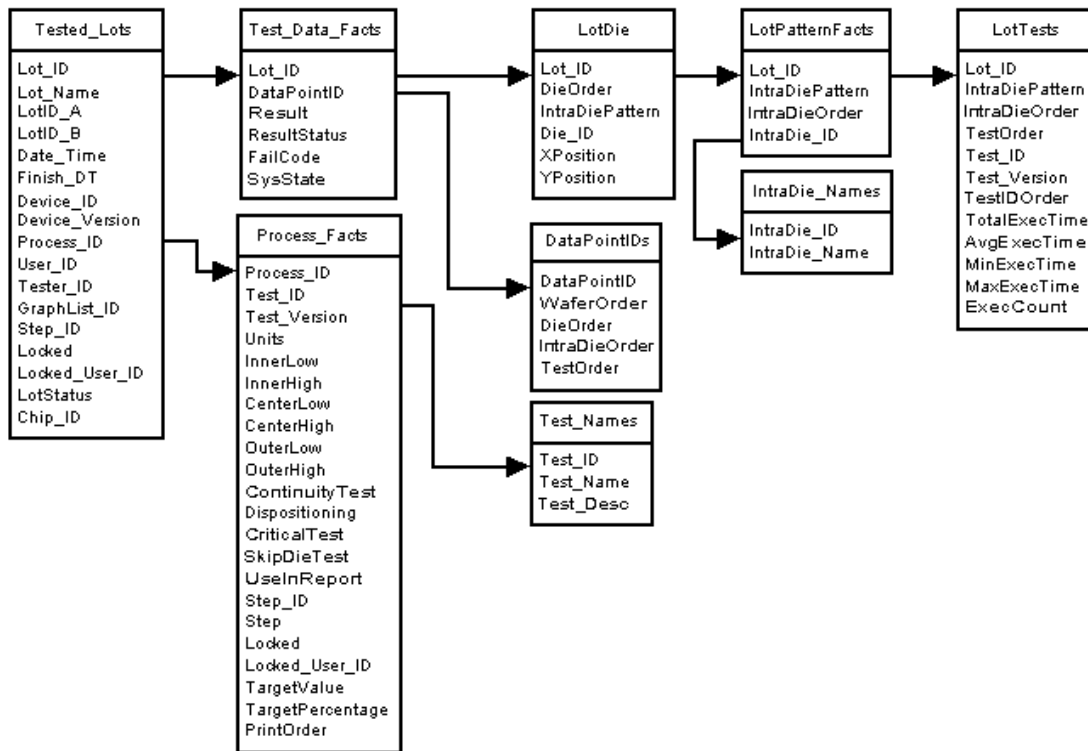 Tested_Lots
Lot_ID
Lot_Name
LotID_A
LotID_B
Date_Time
Finish_DT
Device_ID
Device_Version
Process_ID
User_ID
Tester_ID
GraphList_ID
Step_ID
Locked
Locked_User_ID
LotStatus
Chip_ID
Test_Data_Facts
Lot_ID
DataPointID
Result
ResultStatus
FailCode
SysState
Process_Facts
Process_ID
Test_ID
Test_Version
Units
InnerLow
InnerHigh
CenterLow
CenterHigh
OuterLow
OuterHigh
ContinuityTest
Dispositioning
CriticalTest
SkipDieTest
UseInReport
Step_ID
Step
Locked
Locked_User_ID
TargetValue
TargetPercentage
PrintOrder
LotDie
Lot_ID
DieOrder
IntraDiePattern
Die_ID
XPosition
YPosition
DataPointIDs
DataPointID
WaferOrder
DieOrder
IntraDieOrder
TestOrder
Test_Names
Test_ID
Test_Name
Test_Desc
LotPatternFacts
Lot_ID
IntraDiePattern
IntraDieOrder
IntraDie_ID
IntraDie_Names
IntraDie_ID
IntraDie_Name
LotTests
Lot_ID
IntraDiePattern
IntraDieOrder
TestOrder
Test_ID
Test_Version
TestIDOrder
TotalExecTime
AvgExecTime
MinExecTime
MaxExecTime
ExecCount